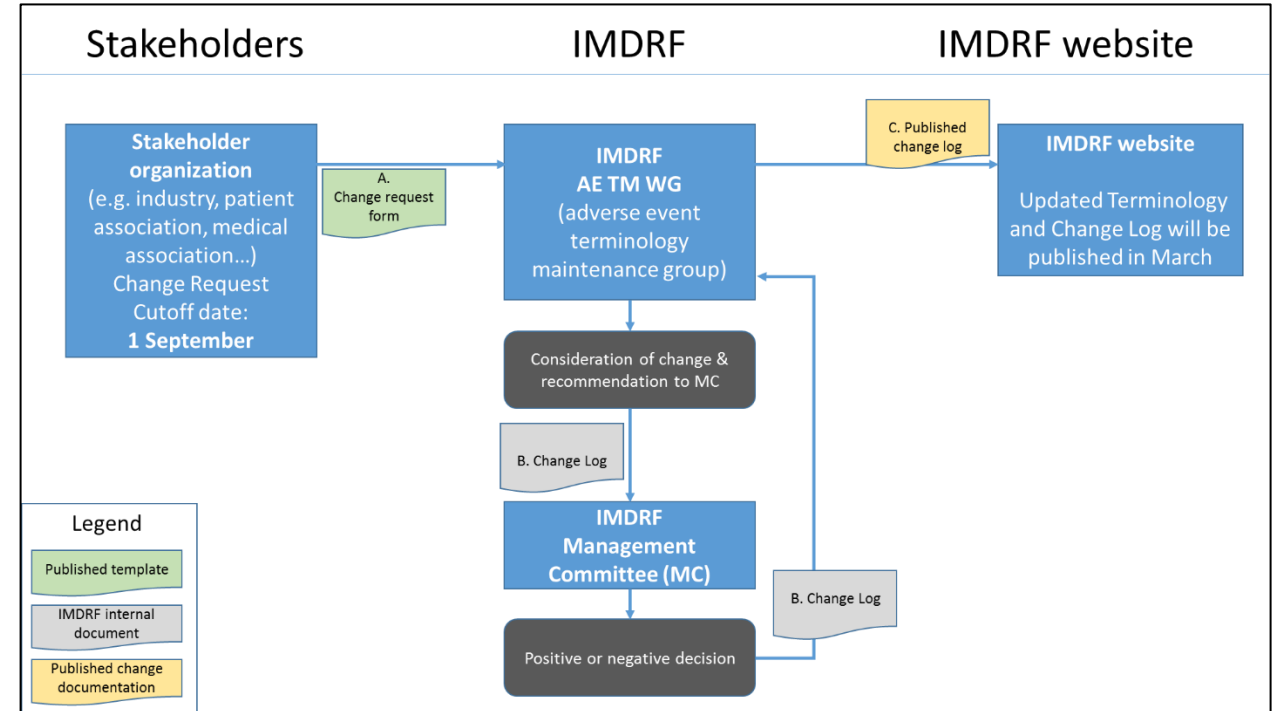 Stakeholders
IMDRF
IMDRF website
Stakeholder
organization
(e.g. industry, patient
association, medical
association...)
Change Request
Cutoff date:
1 September
A.
Change request
form
IMDRF
AE TM WG
(adverse event
terminology
maintenance group)
C. Published
change log
IMDRF website
Updated Terminology
and Change Log will be
published in March
Consideration of change &
recommendation to MC
B. Change Log
IMDRF
Management
Committee (MC)
B. Change Log
Positive or negative decision
Legend
Published template
IMDRF internal
document
Published change
documentation